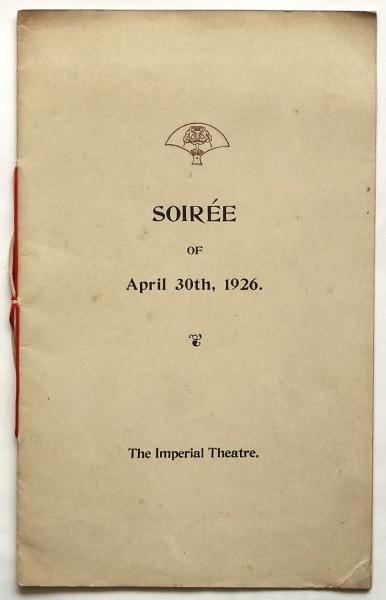 SOIRÉE
OF
April 30th, 1926.
The Imperial Theatre.